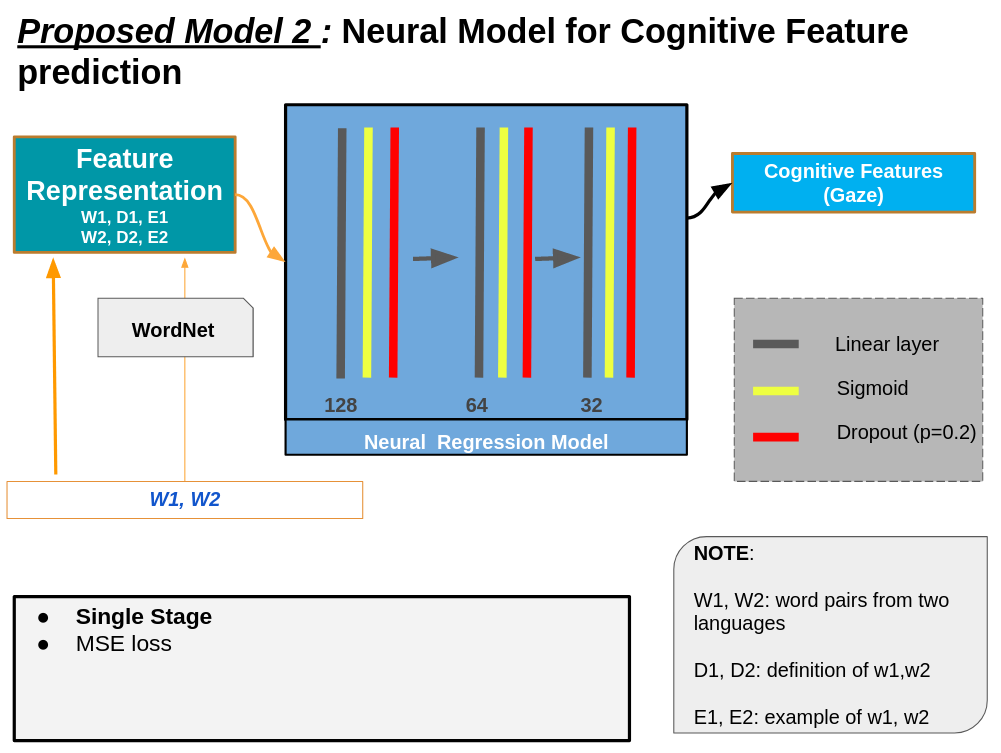 Proposed Model 2 : Neural Model for Cognitive Feature
prediction
Feature
Representation
W1, D1, E1
W2, D2, E2
WordNet
W1, W2
128
64
32
Neural Regression Model
Cognitive Features
(Gaze)
Linear layer
Sigmoid
Dropout (p=0.2)
● Single Stage
● MSE loss
NOTE:
W1, W2: word pairs from two
languages
D1, D2: definition of w1,w2
E1, E2: example of w1, w2